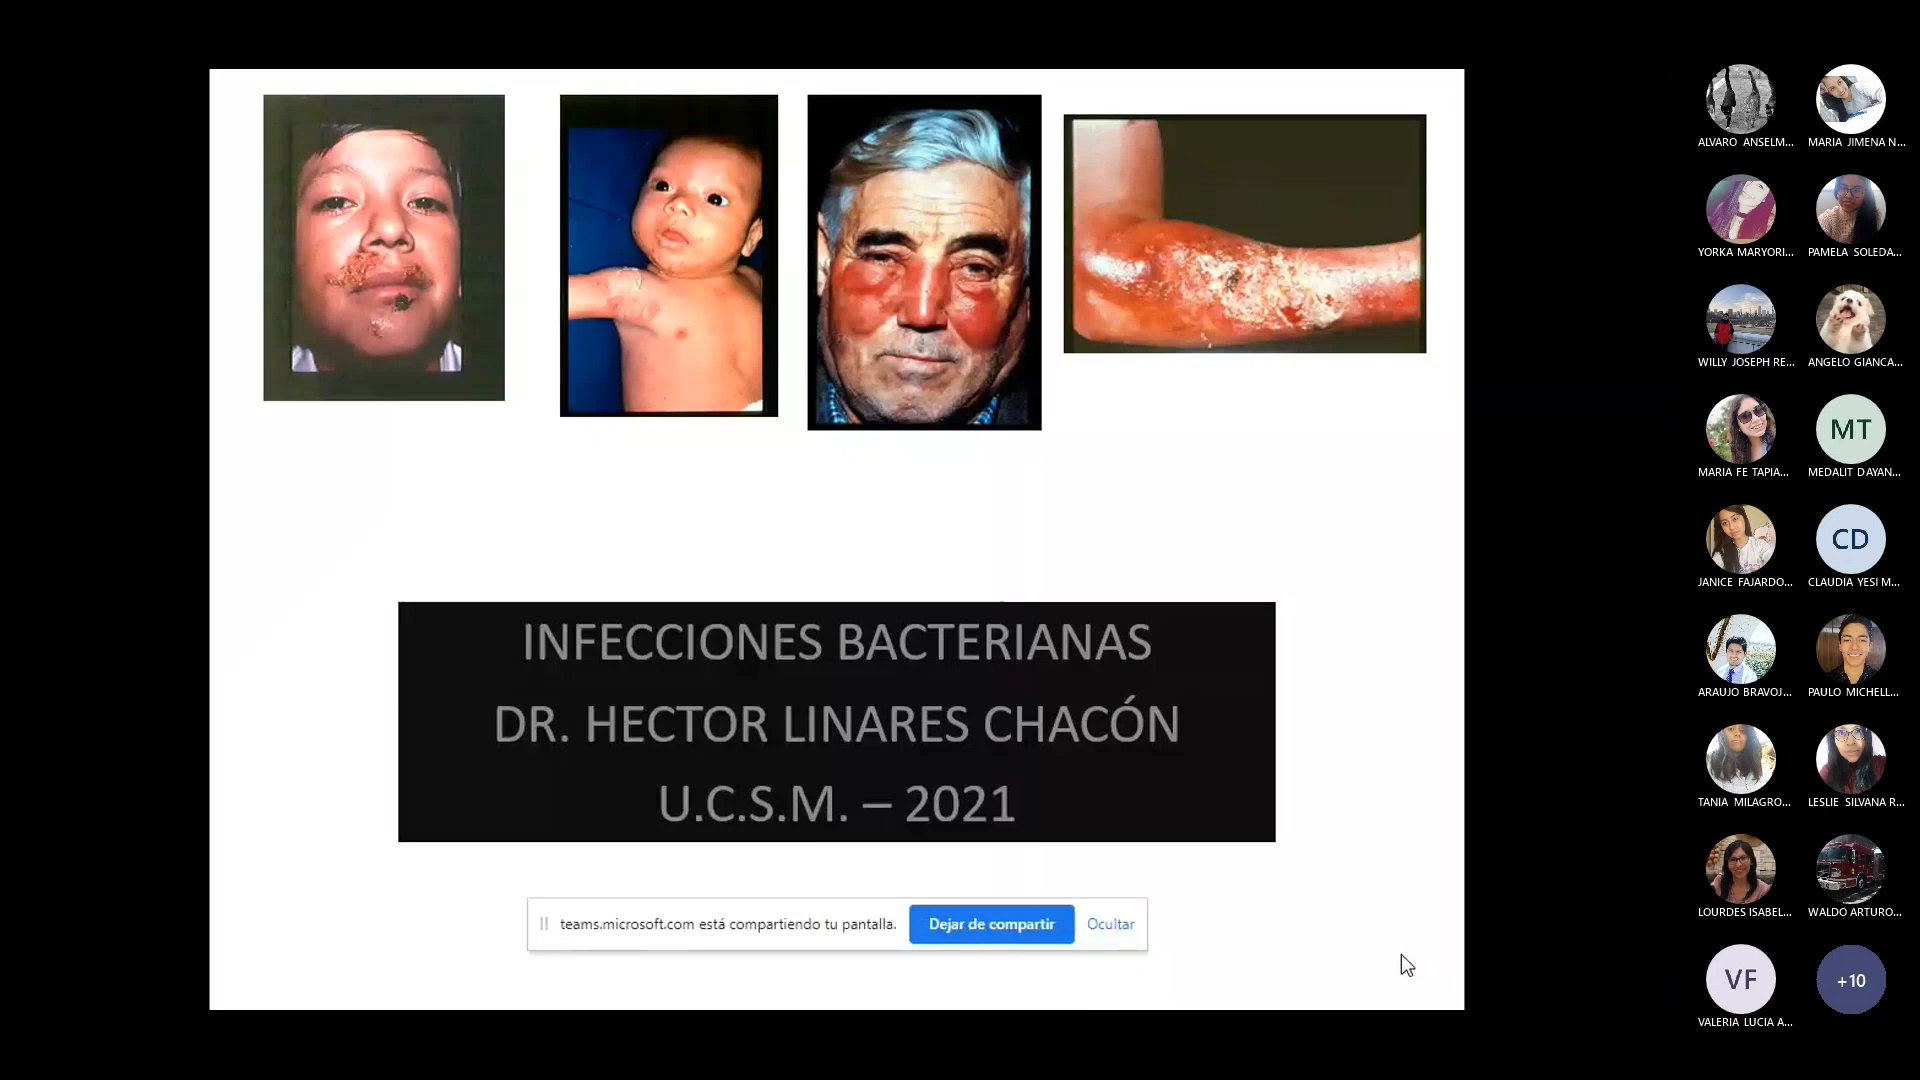 INFECCIONES BACTERIANAS
DR. HECTOR LINARES CHACÓN
U.C.S.M. – 2021
teams.microsoft.com está compartiendo tu pantalla.
Dejar de compartir
Ocultar
ALVARO ANSELM...
MARIA JIMENA N...
YORKA MARYORI...
PAMELA SOLEDA...
WILLY JOSEPH RE...
ANGELO GIANCA...
MARIA FE TAPIA...
MT
MEDALIT DAYAN...
JANICE FAJARDO...
CD
CLAUDIA YESI M...
ARAUJO BRAVOJ...
PAULO MICHELL...
TANIA MILAGRO...
LESLIE SILVANA R...
LOURDES ISABEL...
WALDO ARTURO...
VF
VALERIA LUCIA A...
+10